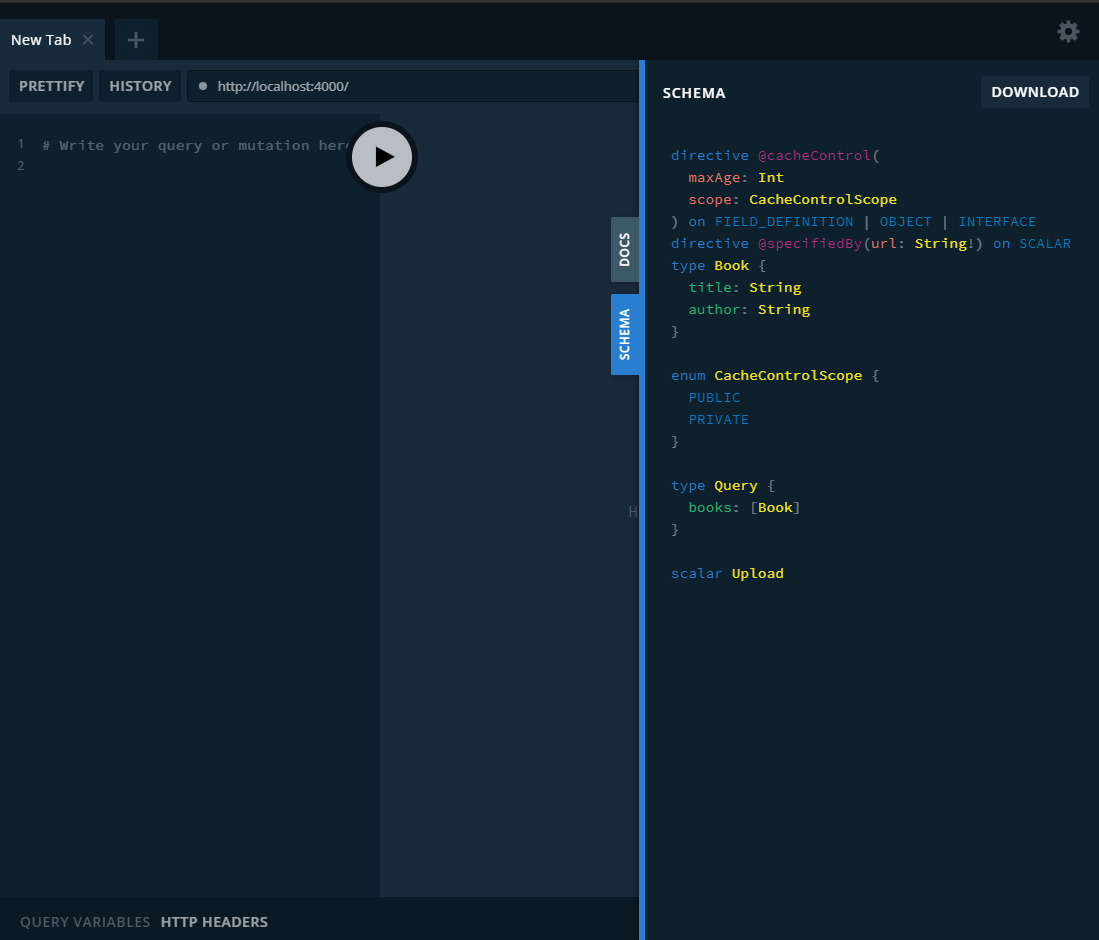 New Tab
PRETTIFY
HISTORY
http://localhost:4000/
1 # Write your query or mutation here
2
DOCS
SCHEMA
H
SCHEMA
DOWNLOAD
directive @cacheControl(
  maxAge: Int
  scope: CacheControlScope
) on FIELD_DEFINITION | OBJECT | INTERFACE
directive @specifiedBy(url: String!) on SCALAR
type Book {
  title: String
  author: String
}

enum CacheControlScope {
  PUBLIC
  PRIVATE
}

type Query {
  books: [Book]
}

scalar Upload
QUERY VARIABLES
HTTP HEADERS